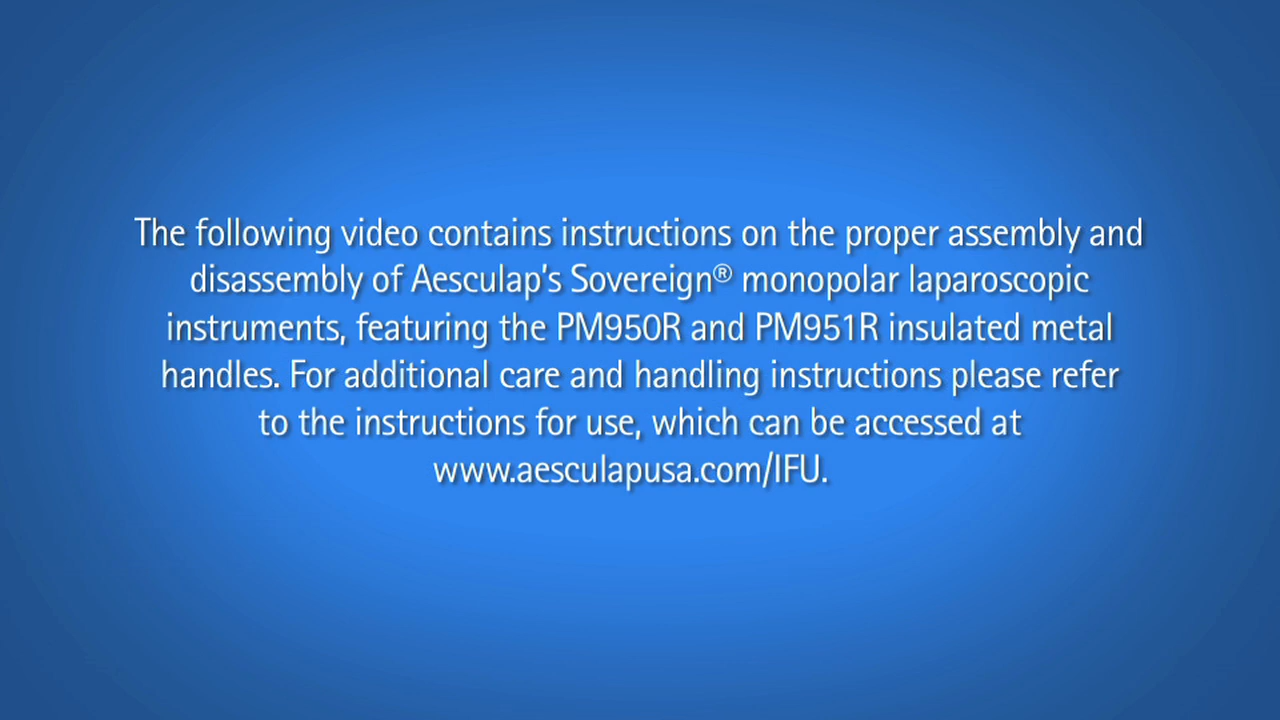 The following video contains instructions on the proper assembly and
disassembly of Aesculap's Sovereign® monopolar laparoscopic
instruments, featuring the PM950R and PM951R insulated metal
handles. For additional care and handling instructions please refer
to the instructions for use, which can be accessed at
www.aesculapusa.com/IFU.